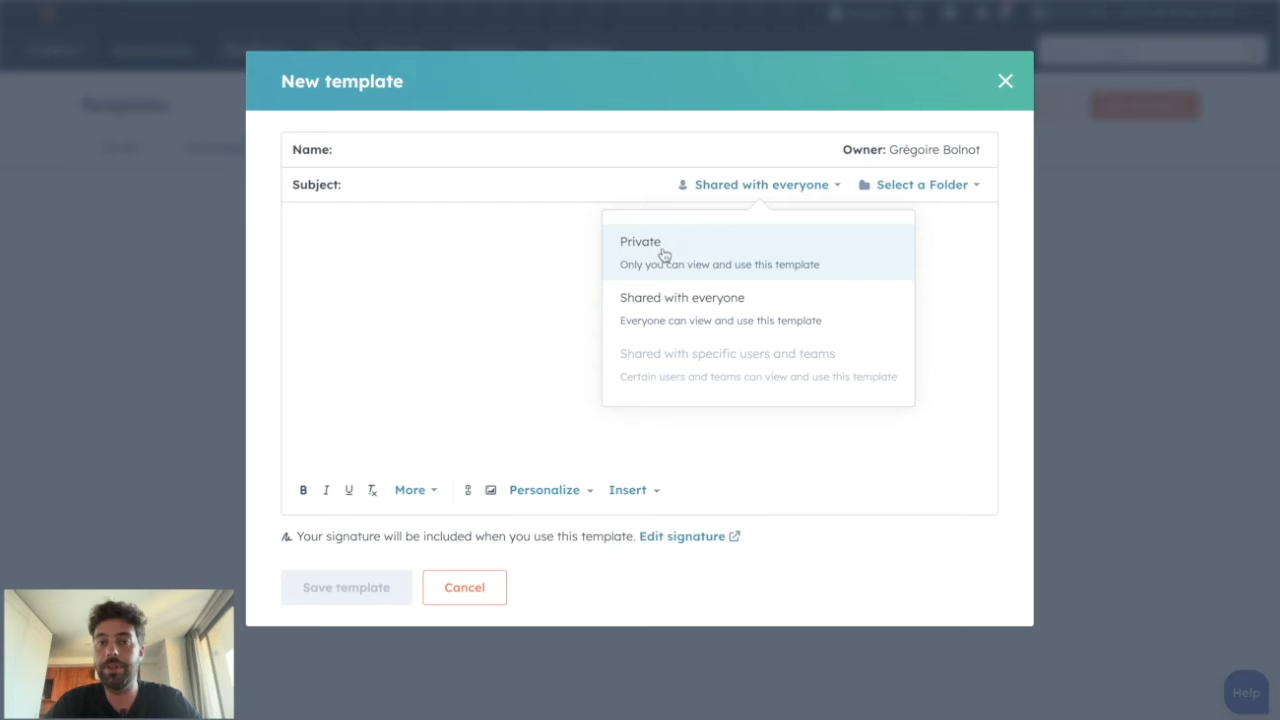 New template
Name:
Owner: Grégoire Bolnot
Subject:
Shared with everyone
Select a Folder
Private
Only you can view and use this template
Shared with everyone
Everyone can view and use this template
Shared with specific users and teams
Certain users and teams can view and use this template
B I U Tx More Personalize Insert
Your signature will be included when you use this template. Edit signature
Save template
Cancel
Help